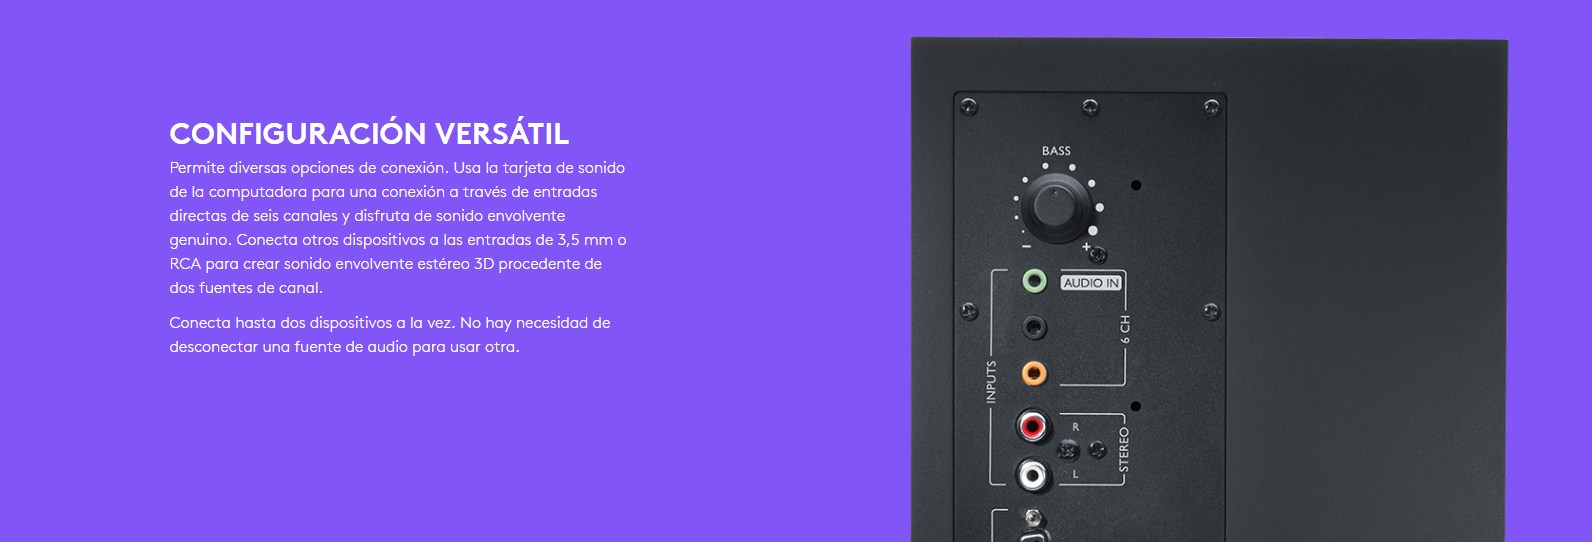 CONFIGURACIÓN VERSÁTIL
Permite diversas opciones de conexión. Usa la tarjeta de sonido
de la computadora para una conexión a través de entradas
directas de seis canales y disfruta de sonido envolvente
genuino. Conecta otros dispositivos a las entradas de 3,5 mm o
RCA para crear sonido envolvente estéreo 3D procedente de
dos fuentes de canal.
Conecta hasta dos dispositivos a la vez. No hay necesidad de
desconectar una fuente de audio para usar otra.
BASS
− +
AUDIO IN
6 CH
INPUTS
R
STEREO
L